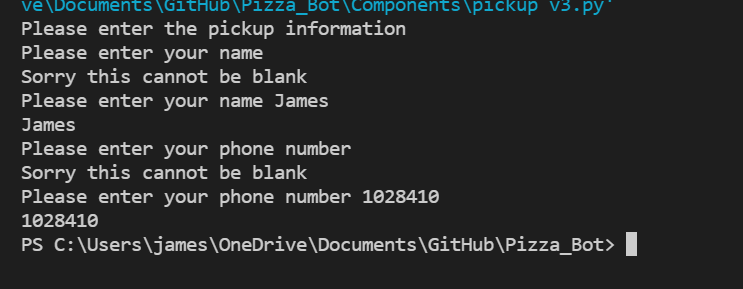 ve\Documents\GitHub\Pizza_Bot\Components\pickup v3.py'
Please enter the pickup information
Please enter your name
Sorry this cannot be blank
Please enter your name James
James
Please enter your phone number
Sorry this cannot be blank
Please enter your phone number 1028410
1028410
PS C:\Users\james\OneDrive\Documents\GitHub\Pizza_Bot>